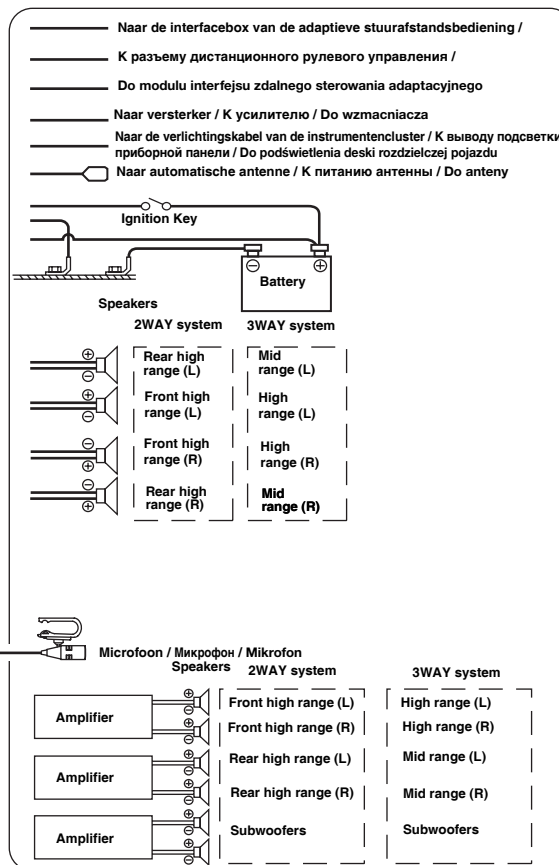 Naar de interfacebox van de adaptieve stuurafstandsbediening /
К разъему дистанционного рулевого управления /
Do modulu interfejsu zdalnego sterowania adaptacyjnego
Naar versterker / К усилителю / Do wzmacniacza
Naar de verlichtingskabel van de instrumentencluster / К выводу подсветки
приборной панели / Do podświetlenia deski rozdzielczej pojazdu
Naar automatische antenne / К питанию антенны / Do anteny
Ignition Key
⊖ ⊕
Battery
Speakers
2WAY system 3WAY system
⊕ Rear high Mid
⊖ range (L) range (L)
⊕ Front high High
⊖ range (L) range (L)
⊖ Front high High
⊕ range (R) range (R)
⊖ Rear high Mid
⊕ range (R) range (R)
Microfoon / Микрофон / Mikrofon
Speakers 2WAY system 3WAY system
Amplifier ⊕ ⊖ Front high range (L) High range (L)
⊕ ⊖ Front high range (R) High range (R)
Amplifier ⊕ ⊖ Rear high range (L) Mid range (L)
⊕ ⊖ Rear high range (R) Mid range (R)
Amplifier ⊕ ⊖ Subwoofers Subwoofers
⊕ ⊖